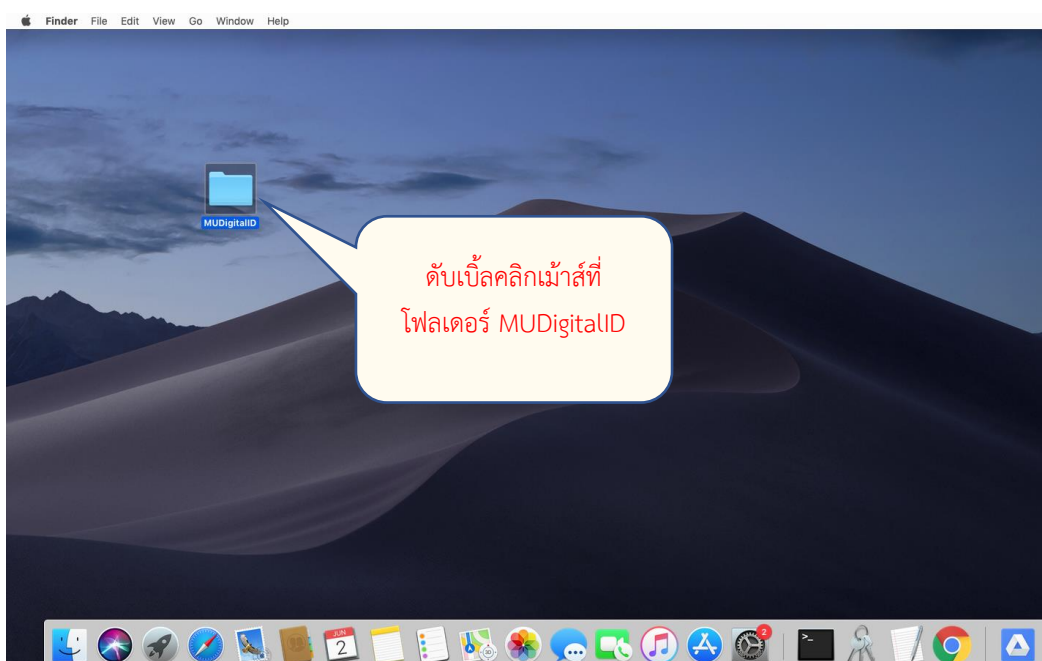 Finder File Edit View Go Window Help
MUDigitalID
ดับเบิ้ลคลิกเม้าส์ที่
โฟลเดอร์ MUDigitalID
JUN
2
2
>_